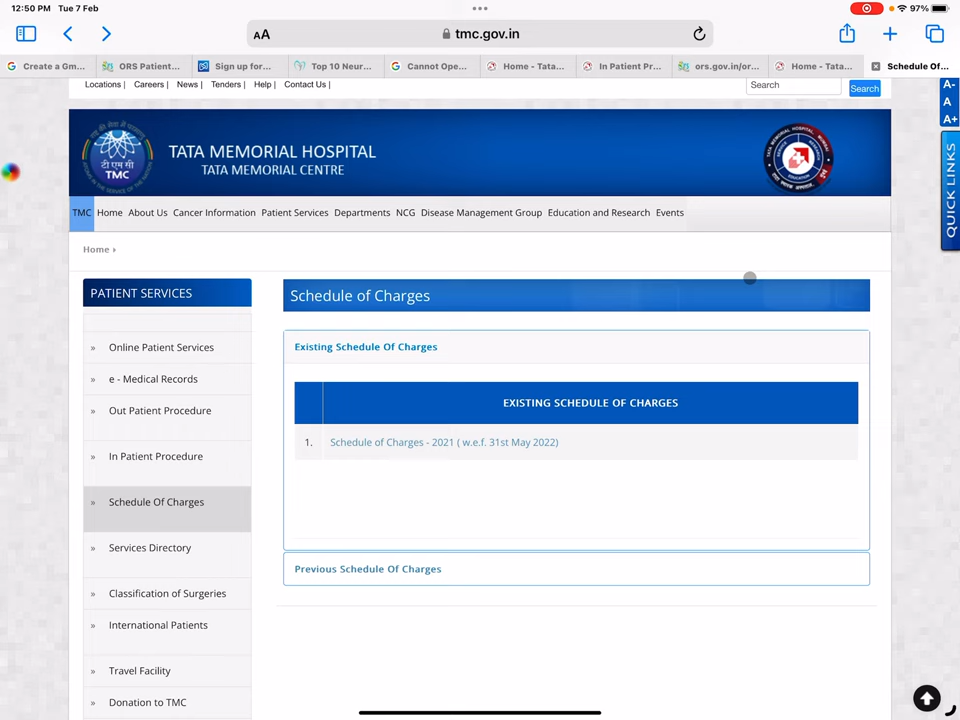 12:50 PM Tue 7 Feb
97%
AA
tmc.gov.in
Create a Gm...
ORS Patient...
Sign up for...
Top 10 Neur...
Cannot Ope...
Home - Tata...
In Patient Pr...
ors.gov.in/or...
Home - Tata...
Schedule Of...
Locations | Careers | News | Tenders | Help | Contact Us |
Search
Search
A-
A
A+
QUICK LINKS
टी एम सी
TMC
TATA MEMORIAL HOSPITAL
TATA MEMORIAL CENTRE
TMC Home About Us Cancer Information Patient Services Departments NCG Disease Management Group Education and Research Events
Home ▸
PATIENT SERVICES
» Online Patient Services
» e - Medical Records
» Out Patient Procedure
» In Patient Procedure
» Schedule Of Charges
» Services Directory
» Classification of Surgeries
» International Patients
» Travel Facility
» Donation to TMC
Schedule of Charges
Existing Schedule Of Charges
EXISTING SCHEDULE OF CHARGES
1. Schedule of Charges - 2021 ( w.e.f. 31st May 2022)
Previous Schedule Of Charges